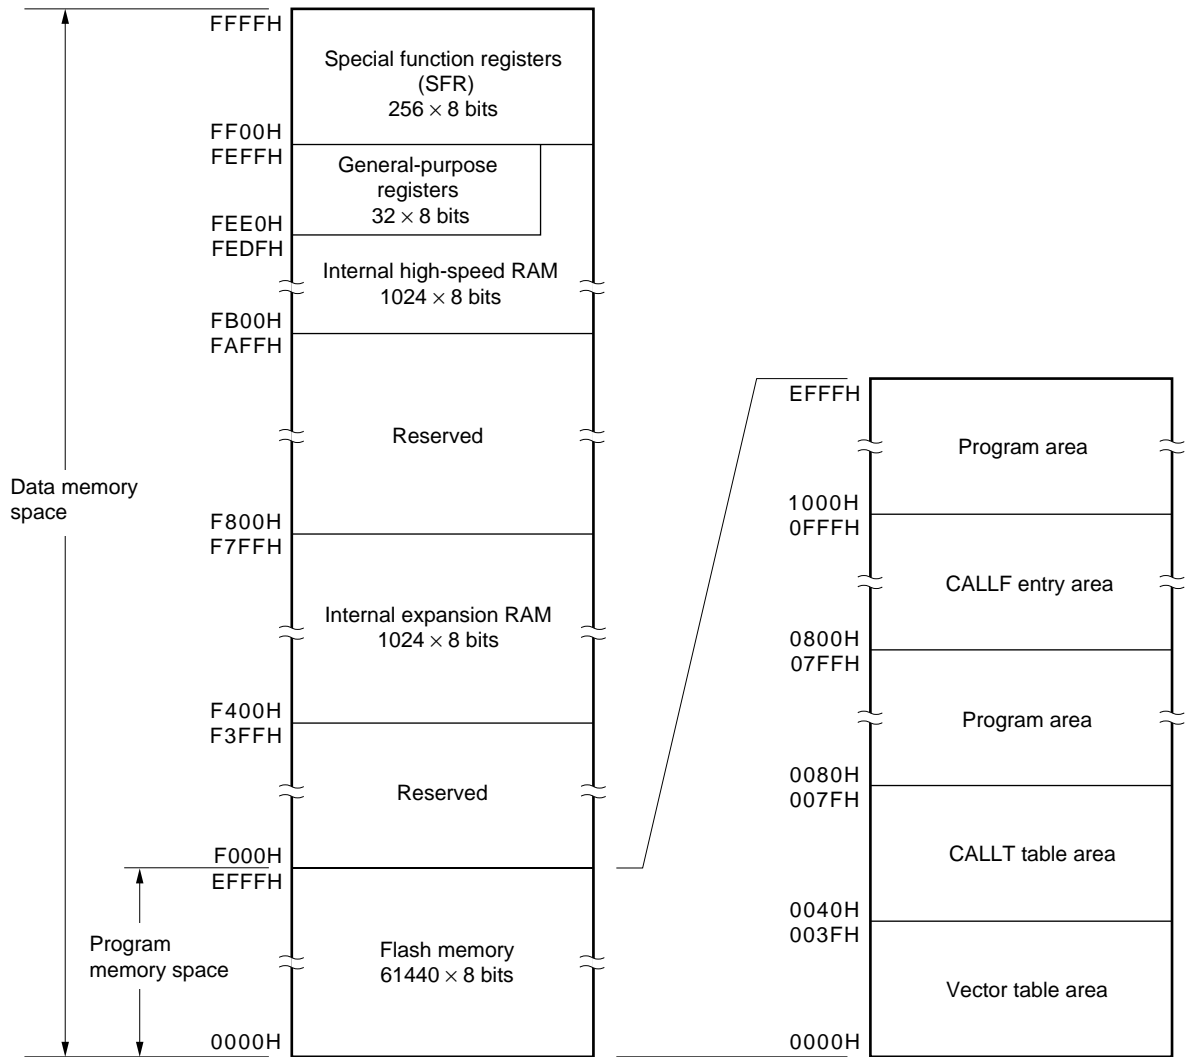 FFFFH
Special function registers
(SFR)
256 × 8 bits
FF00H
FEFFH
General-purpose
registers
32 × 8 bits
FEE0H
FEDFH
Internal high-speed RAM
1024 × 8 bits
FB00H
FAFFH
Reserved
Data memory
space
F800H
F7FFH
Internal expansion RAM
1024 × 8 bits
F400H
F3FFH
Reserved
F000H
EFFFH
Program
memory space
Flash memory
61440 × 8 bits
0000H
EFFFH
Program area
1000H
0FFFH
CALLF entry area
0800H
07FFH
Program area
0080H
007FH
CALLT table area
0040H
003FH
Vector table area
0000H